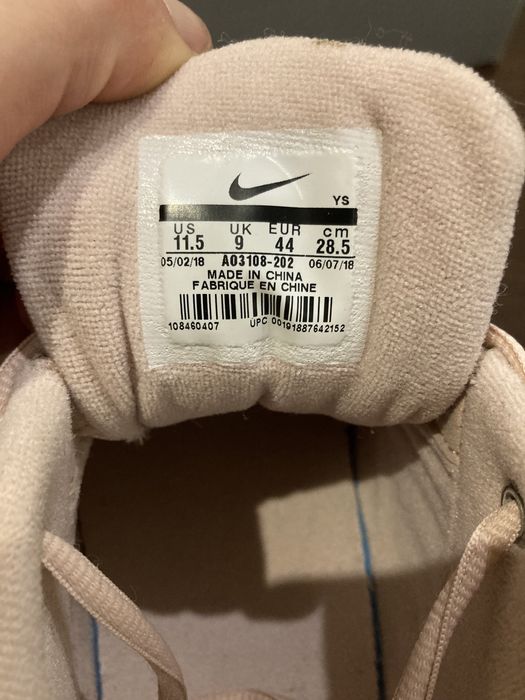 YS
US UK EUR cm
11.5 9 44 28.5
05/02/18 AO3108-202 06/07/18
MADE IN CHINA
FABRIQUE EN CHINE
108460407 UPC 00191887642152